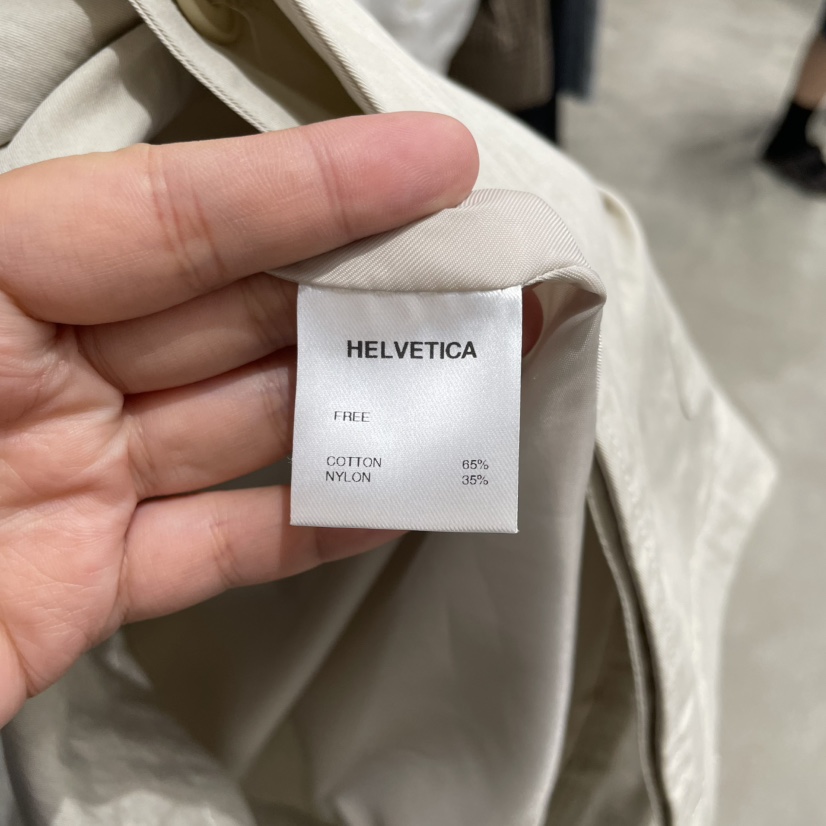 HELVETICA
FREE
COTTON 65%
NYLON 35%